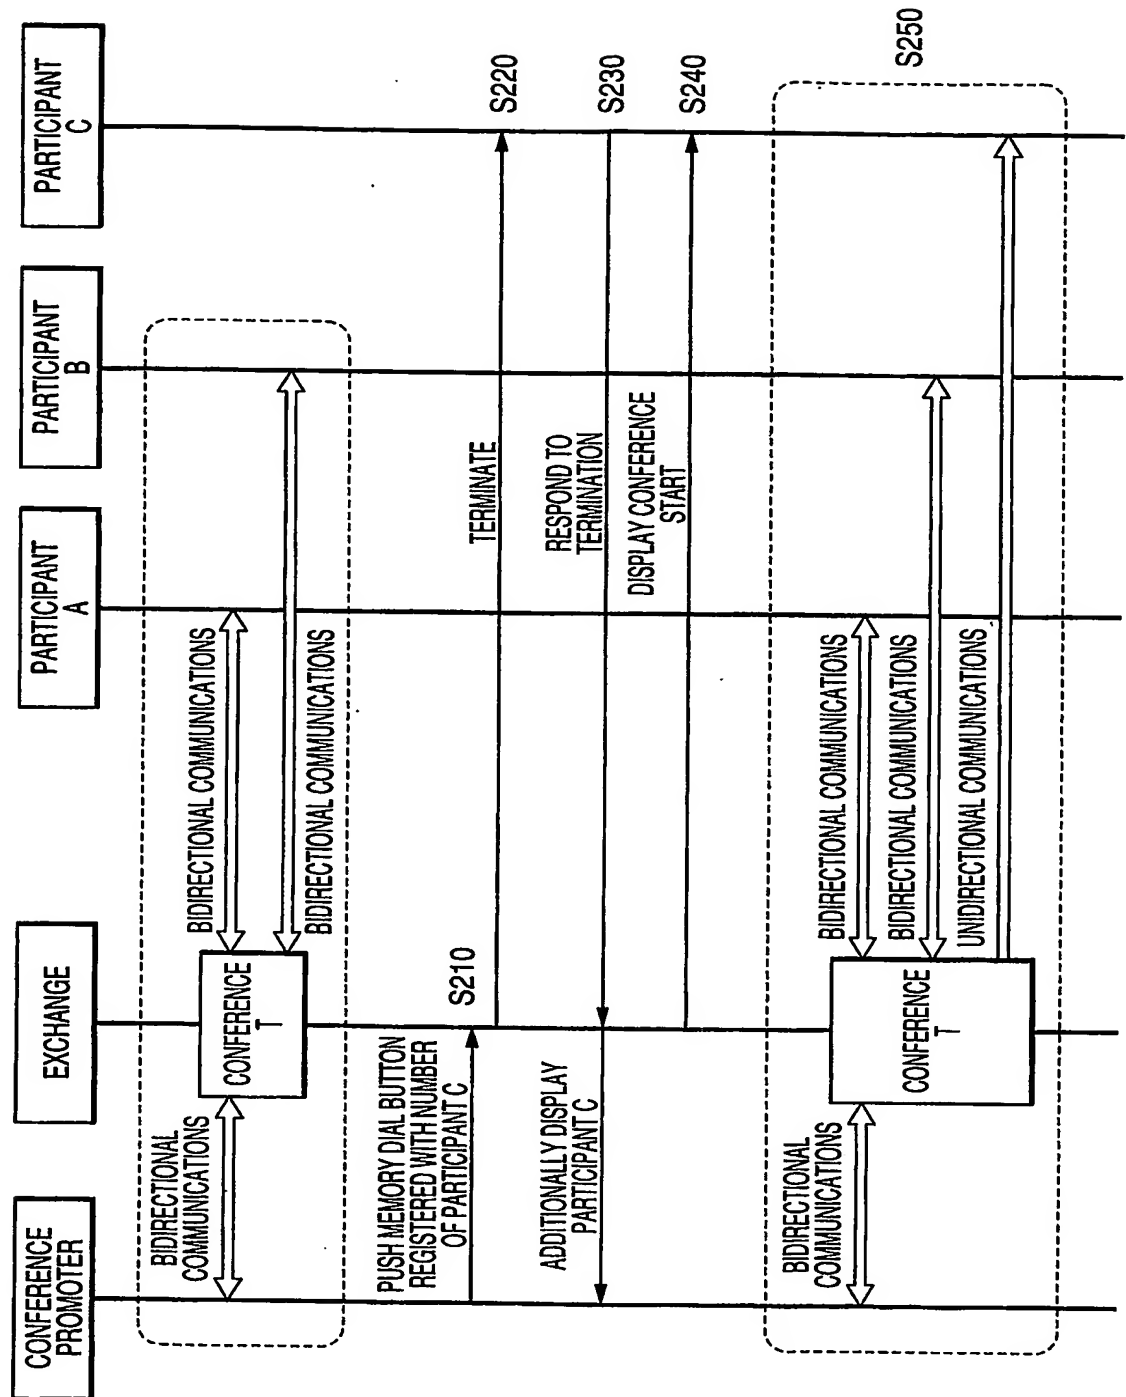 CONFERENCE
PROMOTER
EXCHANGE
PARTICIPANT
A
PARTICIPANT
B
PARTICIPANT
C
BIDIRECTIONAL
COMMUNICATIONS
CONFERENCE
T
BIDIRECTIONAL COMMUNICATIONS
BIDIRECTIONAL COMMUNICATIONS
PUSH MEMORY DIAL BUTTON
REGISTERED WITH NUMBER
OF PARTICIPANT C
S210
TERMINATE
S220
ADDITIONALLY DISPLAY
PARTICIPANT C
RESPOND TO
TERMINATION
S230
DISPLAY CONFERENCE
START
S240
BIDIRECTIONAL
COMMUNICATIONS
CONFERENCE
T
BIDIRECTIONAL COMMUNICATIONS
BIDIRECTIONAL COMMUNICATIONS
UNIDIRECTIONAL COMMUNICATIONS
S250